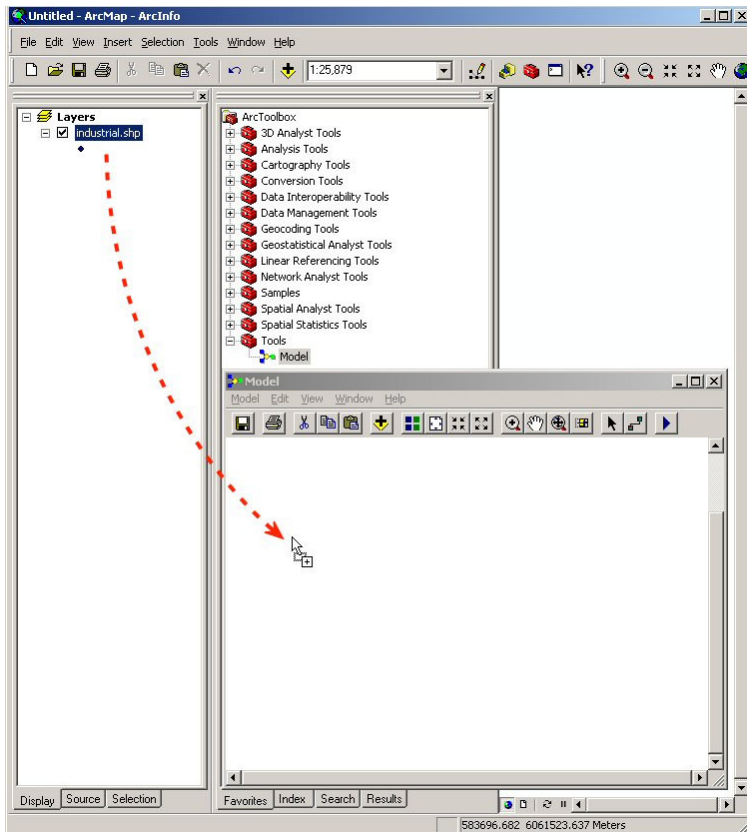 Untitled - ArcMap - ArcInfo
File Edit View Insert Selection Tools Window Help
1:25,879
Layers
industrial.shp
ArcToolbox
3D Analyst Tools
Analysis Tools
Cartography Tools
Conversion Tools
Data Interoperability Tools
Data Management Tools
Geocoding Tools
Geostatistical Analyst Tools
Linear Referencing Tools
Network Analyst Tools
Samples
Spatial Analyst Tools
Spatial Statistics Tools
Tools
Model
Model
Model Edit View Window Help
Display Source Selection
Favorites Index Search Results
583696.682 6061523.637 Meters